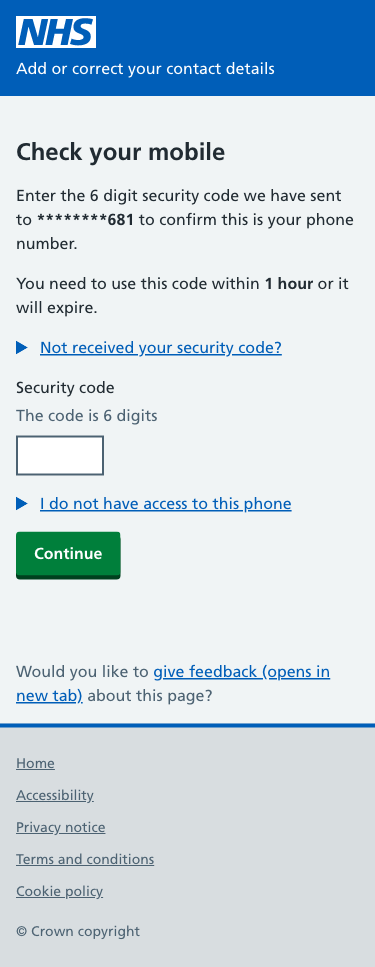 NHS
Add or correct your contact details
Check your mobile
Enter the 6 digit security code we have sent
to ********681 to confirm this is your phone
number.
You need to use this code within 1 hour or it
will expire.
Not received your security code?
Security code
The code is 6 digits
I do not have access to this phone
Continue
Would you like to give feedback (opens in
new tab) about this page?
Home
Accessibility
Privacy notice
Terms and conditions
Cookie policy
© Crown copyright